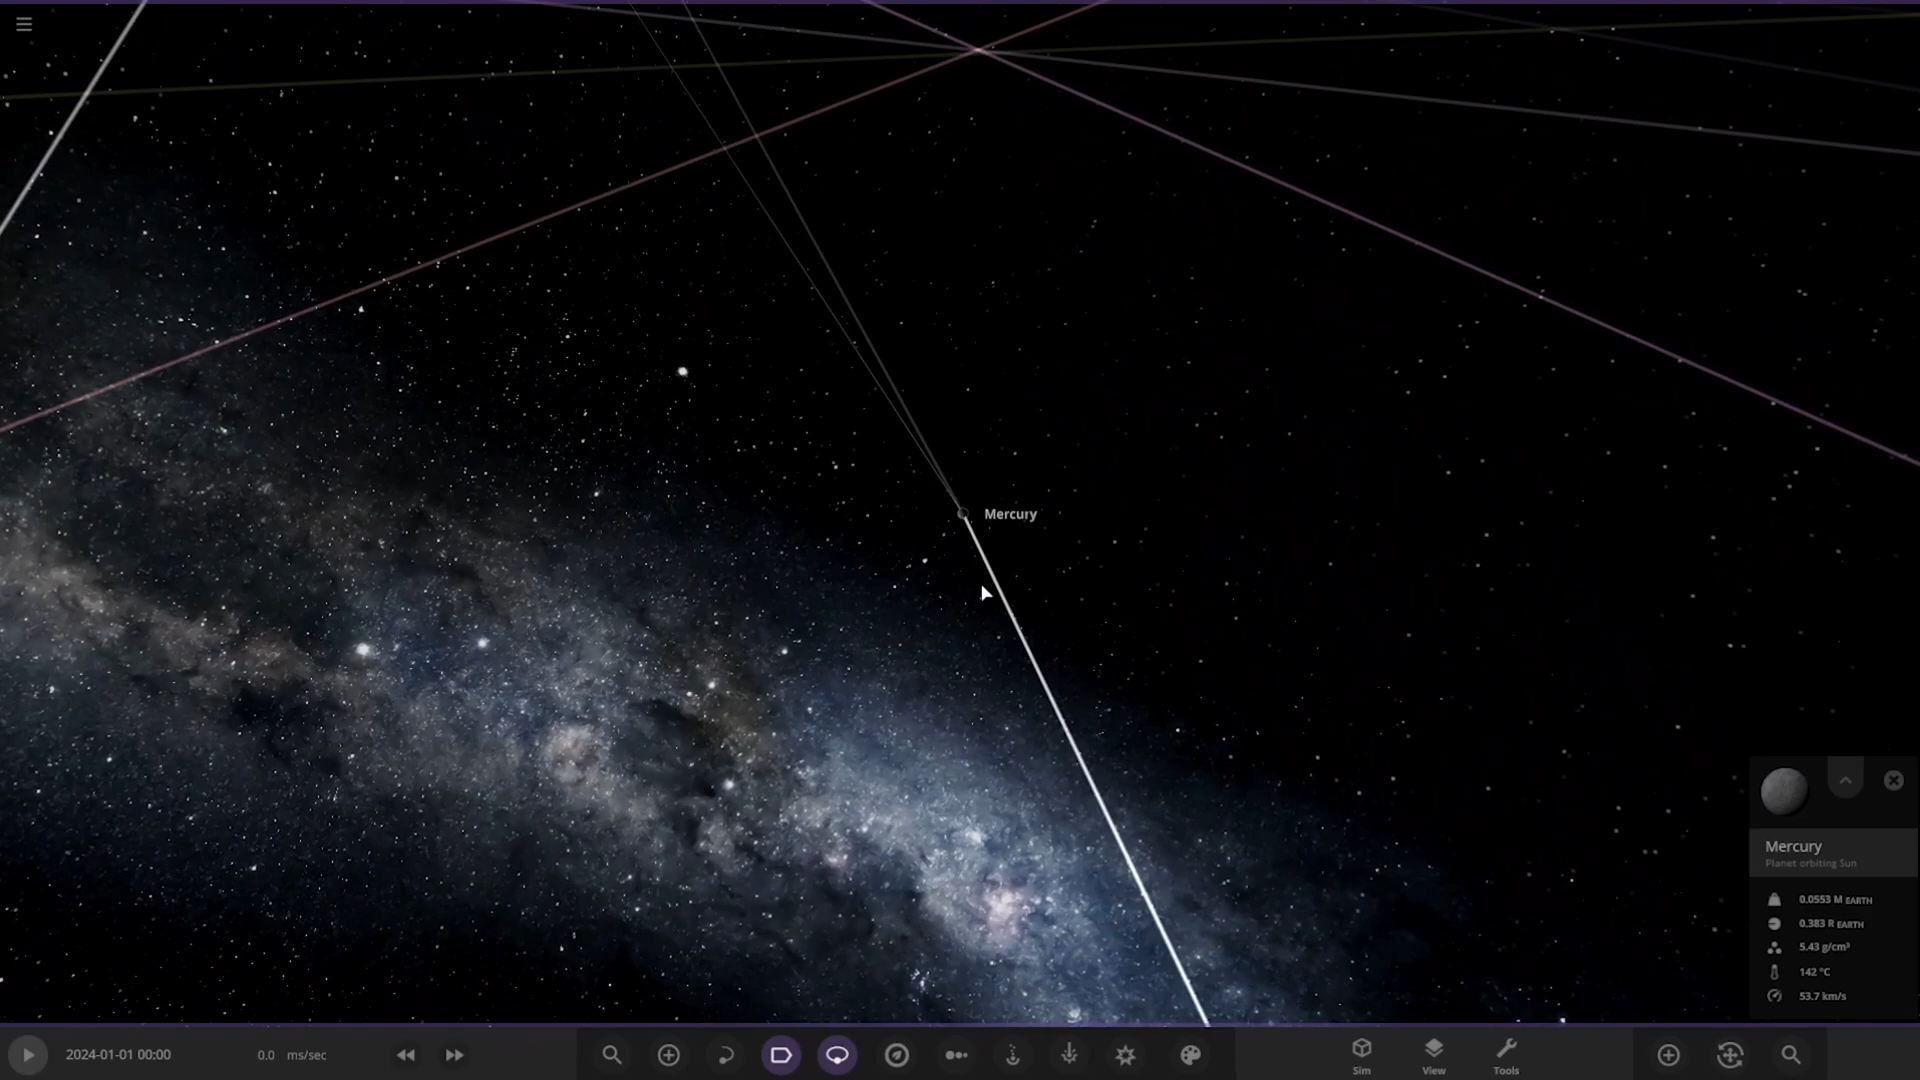 Mercury
Mercury
Planet orbiting Sun
0.0553 M EARTH
0.383 R EARTH
5.43 g/cm³
142 °C
53.7 km/s
2024-01-01 00:00
0.0 ms/sec
Sim
View
Tools